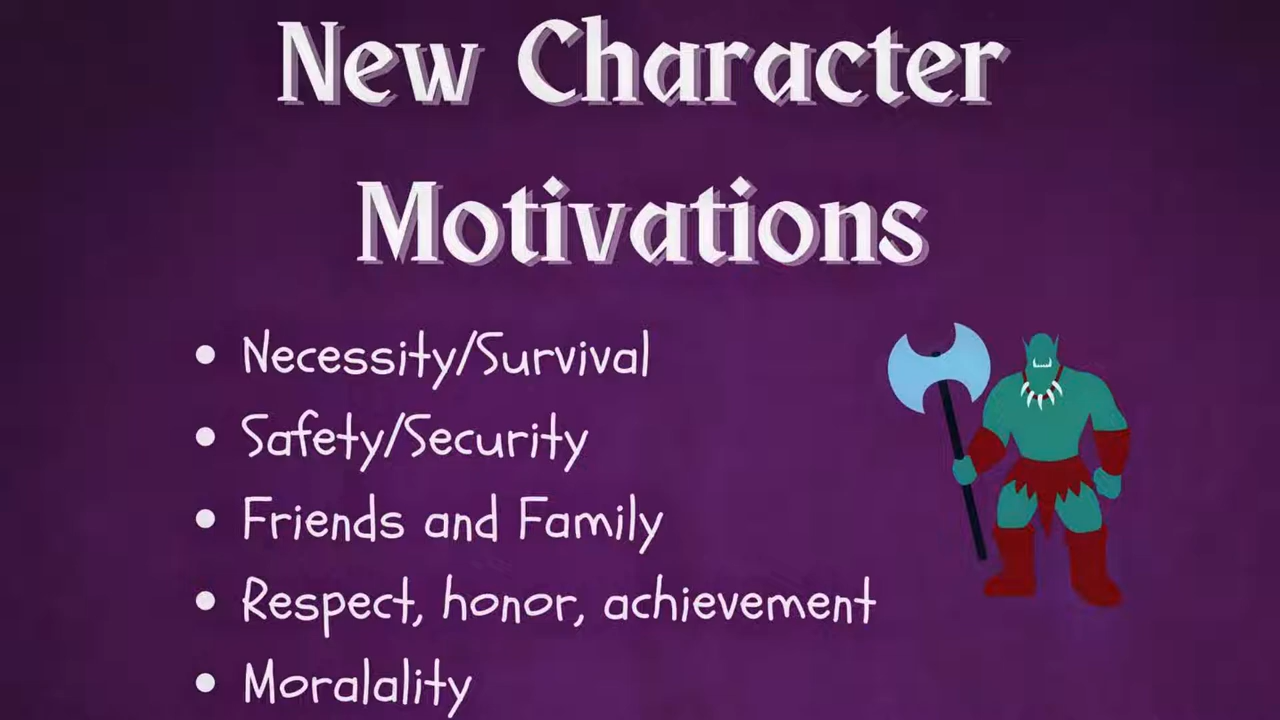 New Character
Motivations
• Necessity/Survival
• Safety/Security
• Friends and Family
• Respect, honor, achievement
• Moralality